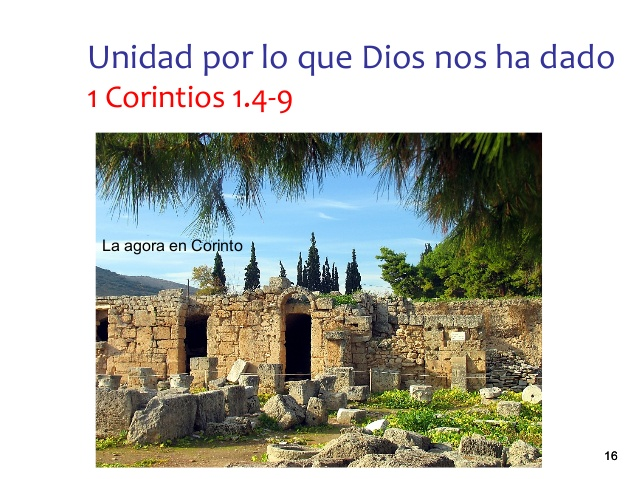 Unidad por lo que Dios nos ha dado
1 Corintios 1.4-9
La agora en Corinto
16